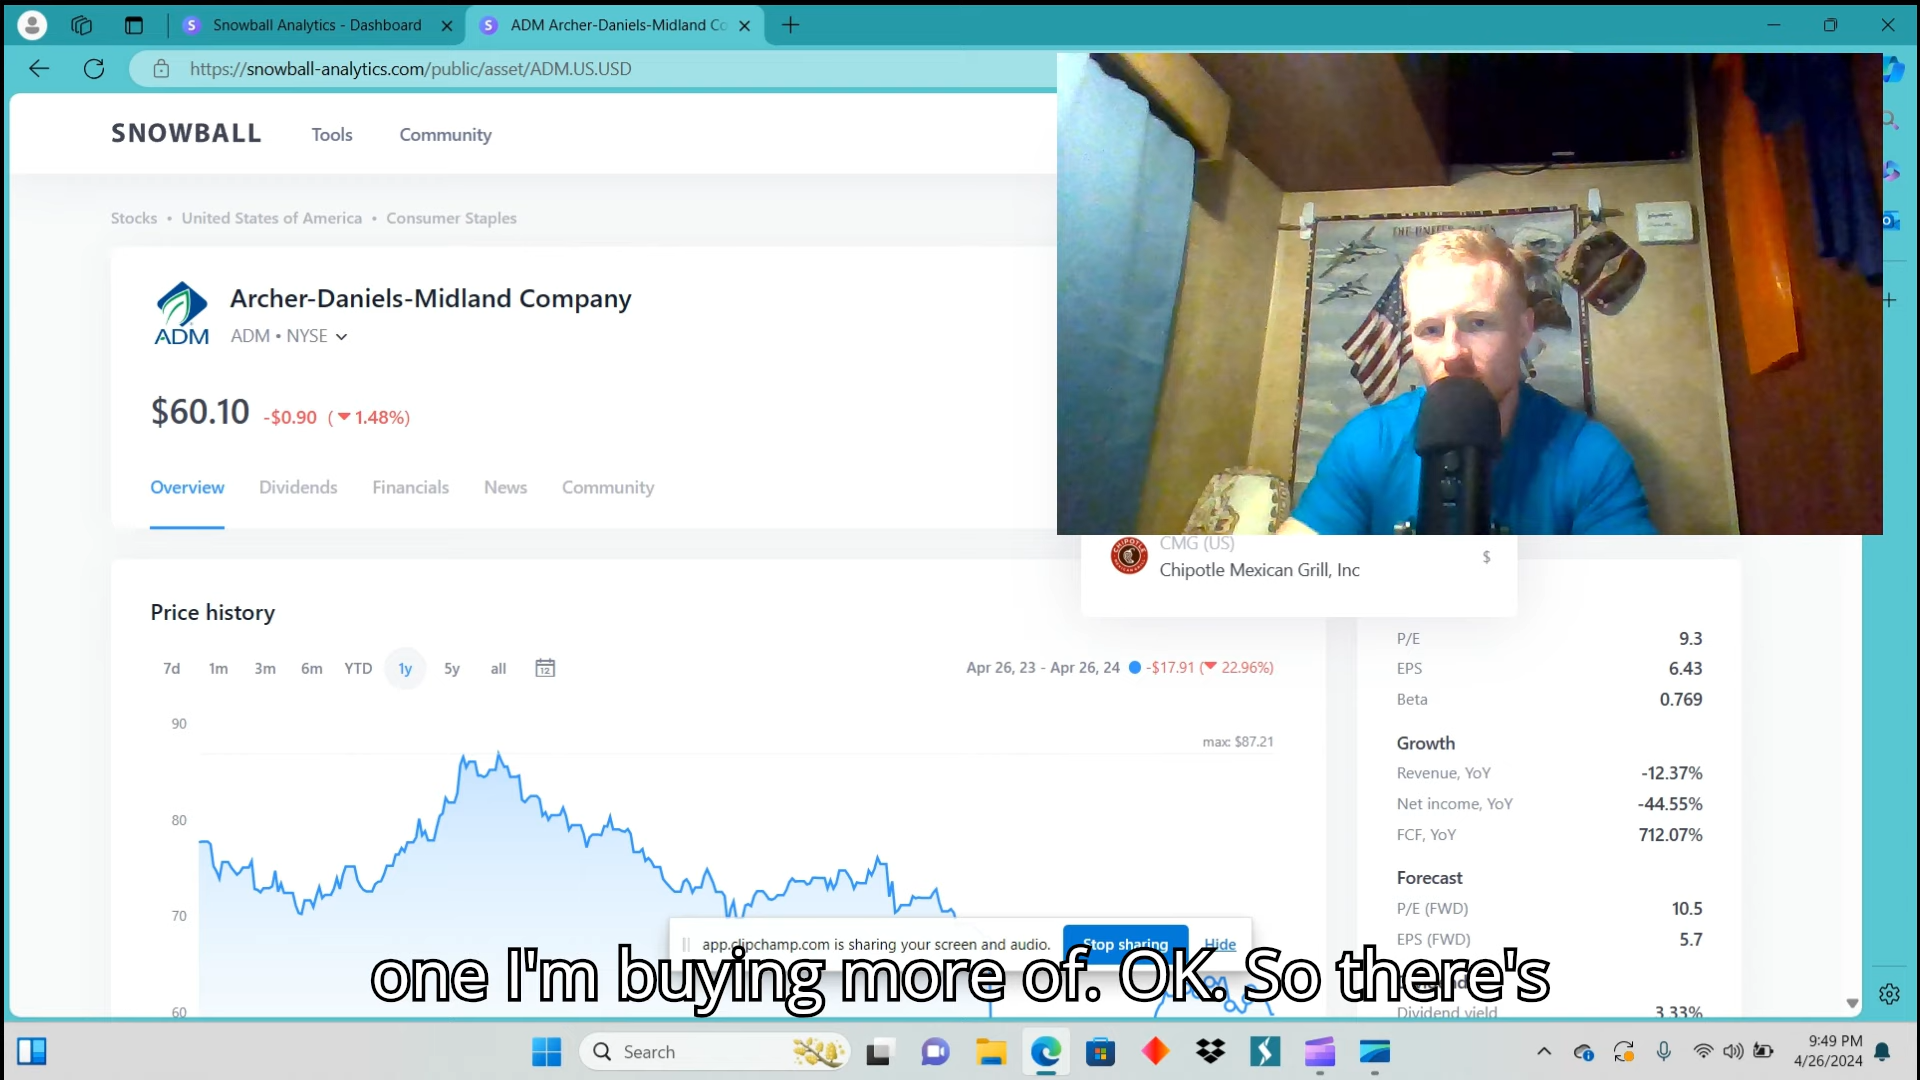 Snowball Analytics - Dashboard
ADM Archer-Daniels-Midland Co
https://snowball-analytics.com/public/asset/ADM.US.USD
SNOWBALL
Tools
Community
Stocks • United States of America • Consumer Staples
ADM
Archer-Daniels-Midland Company
ADM • NYSE
$60.10 -$0.90 (▼1.48%)
Overview
Dividends
Financials
News
Community
THE UNITED STATES
CMG (US)
Chipotle Mexican Grill, Inc
$
Price history
7d 1m 3m 6m YTD 1y 5y all
12
Apr 26, 23 - Apr 26, 24 -$17.91 (▼22.96%)
90
max: $87.21
80
70
60
P/E 9.3
EPS 6.43
Beta 0.769
Growth
Revenue, YoY -12.37%
Net income, YoY -44.55%
FCF, YoY 712.07%
Forecast
P/E (FWD) 10.5
EPS (FWD) 5.7
Dividend yield 3.33%
app.clipchamp.com is sharing your screen and audio.
Stop sharing
Hide
one I'm buying more of. OK. So there's
Search
9:49 PM
4/26/2024